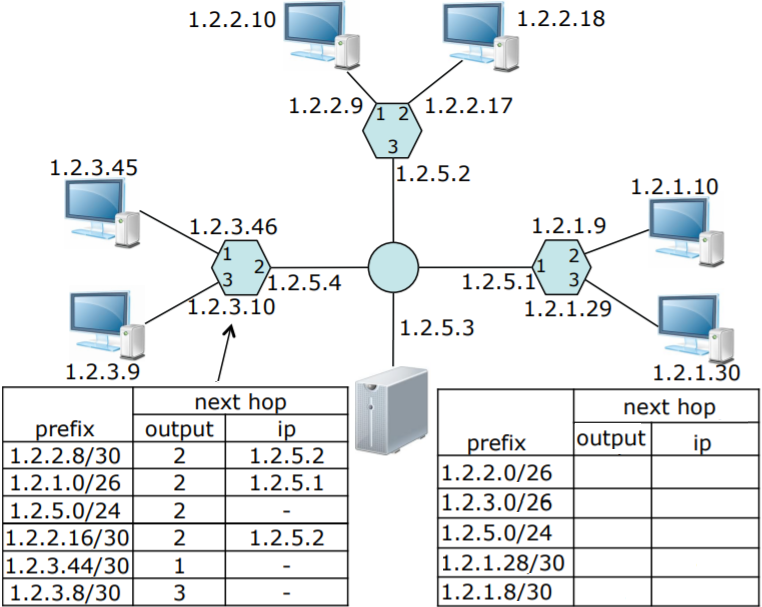 1.2.2.10
1.2.2.18
1.2.2.9
1 2
1.2.2.17
3
1.2.5.2
1.2.3.45
1.2.1.10
1.2.3.46
1.2.1.9
1
2
3
1.2.5.4
1.2.5.1
1
2
3
1.2.3.10
1.2.1.29
1.2.5.3
1.2.3.9
1.2.1.30
next hop
prefix output ip
1.2.2.8/30 2 1.2.5.2
1.2.1.0/26 2 1.2.5.1
1.2.5.0/24 2 -
1.2.2.16/30 2 1.2.5.2
1.2.3.44/30 1 -
1.2.3.8/30 3 -
next hop
prefix output ip
1.2.2.0/26
1.2.3.0/26
1.2.5.0/24
1.2.1.28/30
1.2.1.8/30